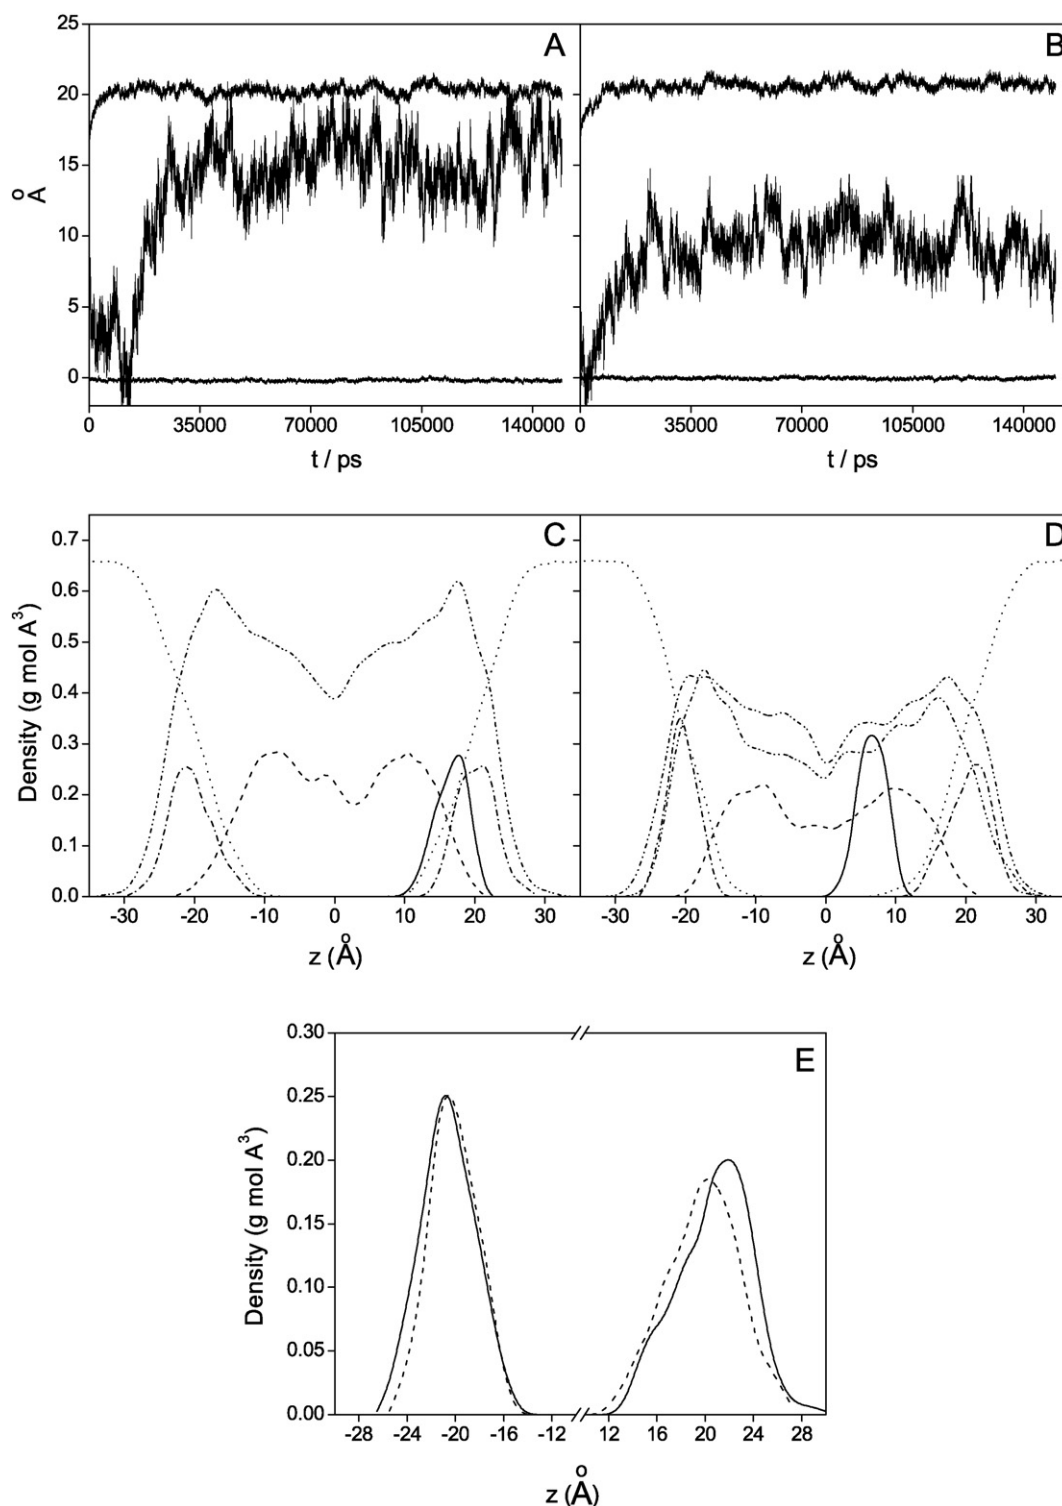 25
20
15
10
5
0
Å
A
B
0 35000 70000 105000 140000
0 35000 70000 105000 140000
t / ps
t / ps
0.7
0.6
0.5
0.4
0.3
0.2
0.1
0.0
Density (g mol A³)
C
D
-30 -20 -10 0 10 20 30
-30 -20 -10 0 10 20 30
z (Å)
z (Å)
0.30
0.25
0.20
0.15
0.10
0.05
0.00
Density (g mol A³)
E
-28 -24 -20 -16 -12 12 16 20 24 28
z (Å)